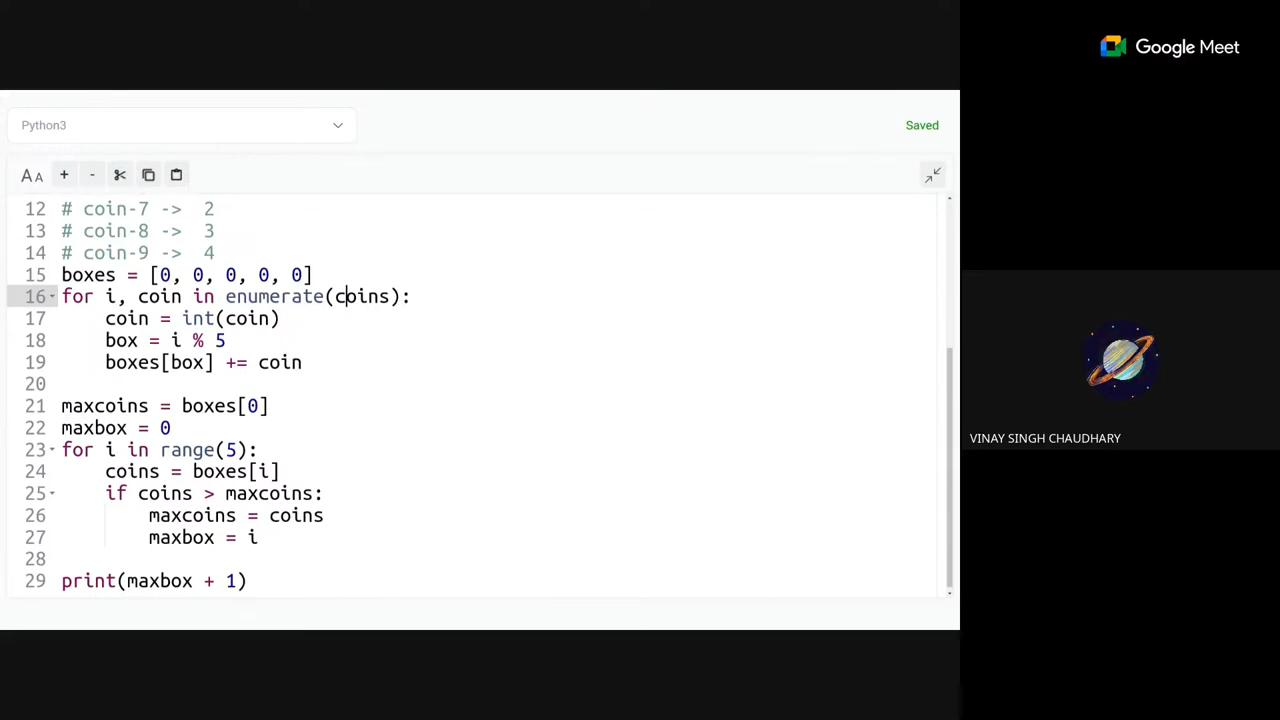 Google Meet
Python3
Saved
AA + -
12 # coin-7 ->  2
13 # coin-8 ->  3
14 # coin-9 ->  4
15 boxes = [0, 0, 0, 0, 0]
16 for i, coin in enumerate(coins):
17     coin = int(coin)
18     box = i % 5
19     boxes[box] += coin
20
21 maxcoins = boxes[0]
22 maxbox = 0
23 for i in range(5):
24     coins = boxes[i]
25     if coins > maxcoins:
26         maxcoins = coins
27         maxbox = i
28
29 print(maxbox + 1)
VINAY SINGH CHAUDHARY